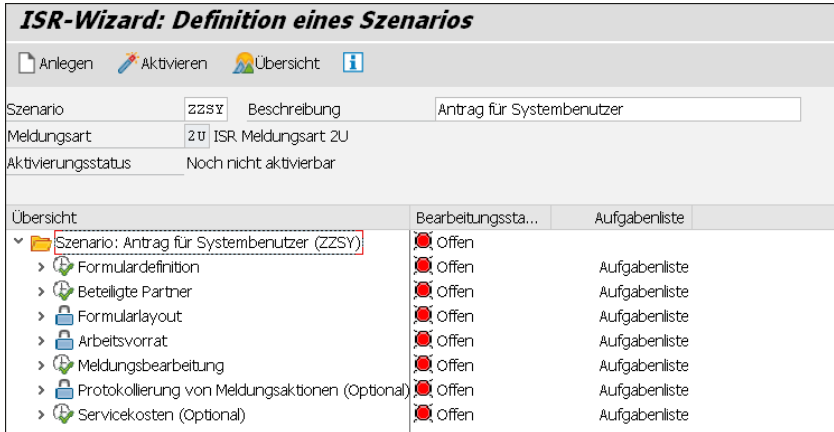 ISR-Wizard: Definition eines Szenarios
Anlegen Aktivieren Übersicht
Szenario ZZSY Beschreibung Antrag für Systembenutzer
Meldungsart 2U ISR Meldungsart 2U
Aktivierungsstatus Noch nicht aktivierbar
Übersicht Bearbeitungssta... Aufgabenliste
Szenario: Antrag für Systembenutzer (ZZSY) Offen
Formulardefinition Offen Aufgabenliste
Beteiligte Partner Offen Aufgabenliste
Formularlayout Offen Aufgabenliste
Arbeitsvorrat Offen Aufgabenliste
Meldungsbearbeitung Offen Aufgabenliste
Protokollierung von Meldungsaktionen (Optional) Offen Aufgabenliste
Servicekosten (Optional) Offen Aufgabenliste